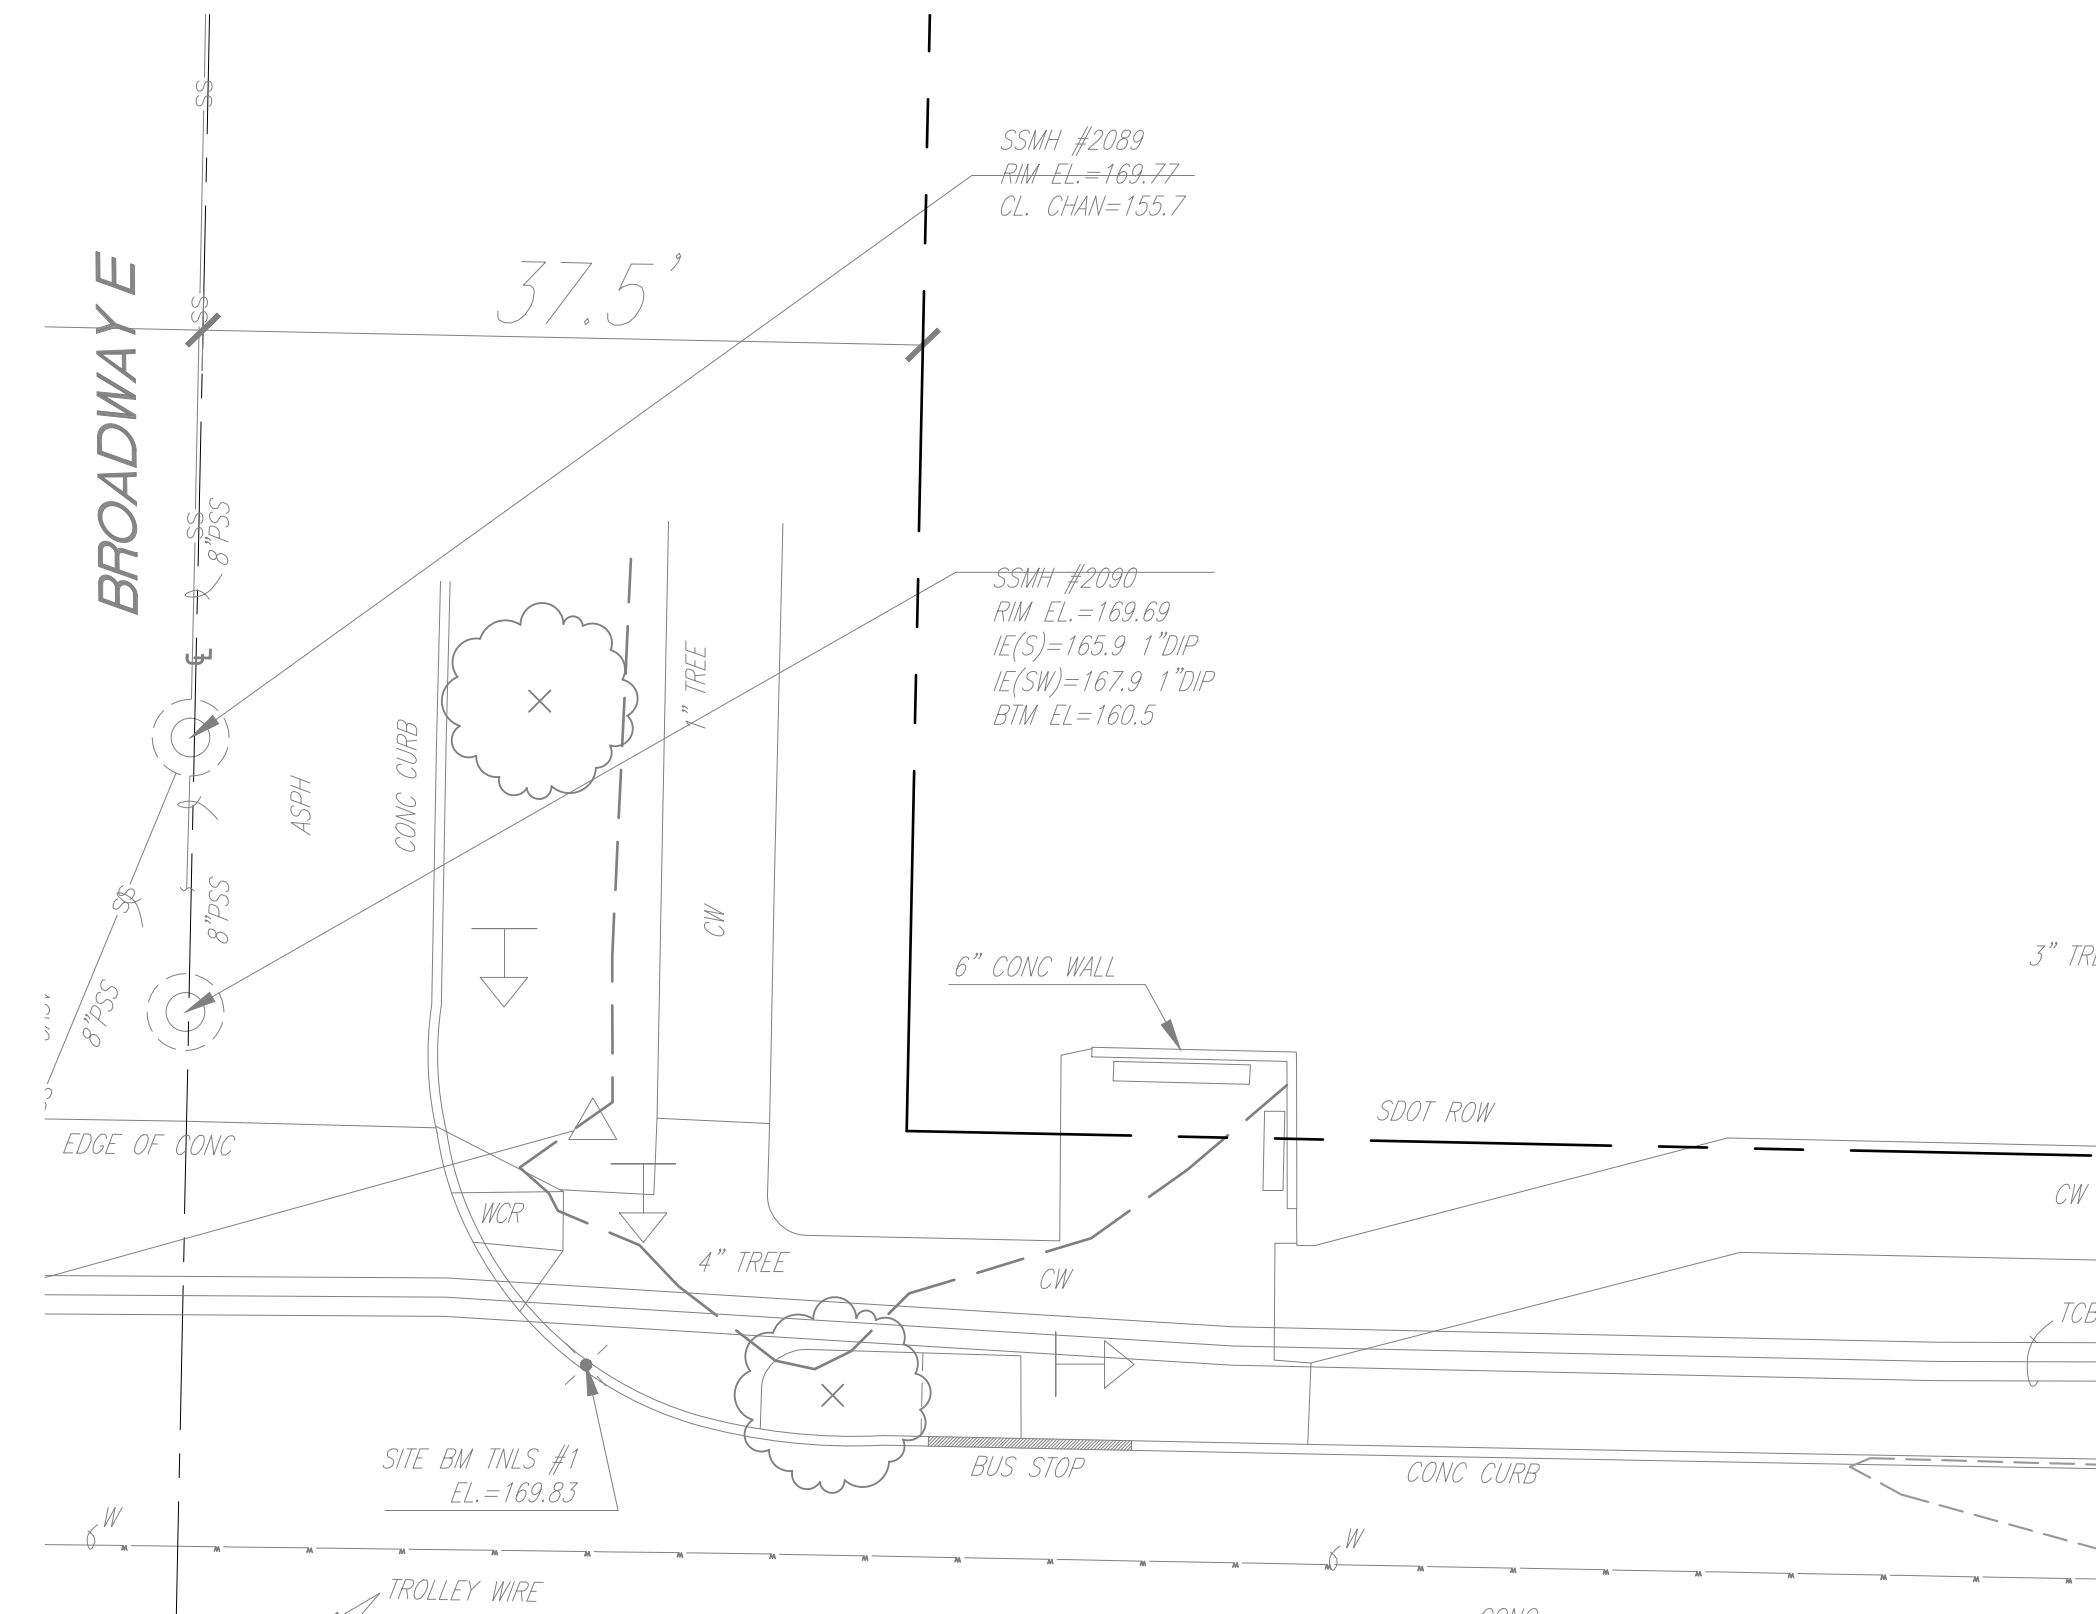 SS
SSMH #2089
RIM EL.=169.77
CL. CHAN=155.7
37.5'
BROADWAY E
SS
SS
8"PSS
SSMH #2090
RIM EL.=169.69
IE(S)=165.9 1"DIP
IE(SW)=167.9 1"DIP
BTM EL=160.5
1" TREE
CONC CURB
ASPH
SS
8"PSS
8"PSS
CW
6" CONC WALL
3" TRE
SDOT ROW
EDGE OF CONC
CW
WCR
4" TREE
CW
TCB
SITE BM TNLS #1
EL.=169.83
BUS STOP
CONC CURB
W
W
TROLLEY WIRE
CONC